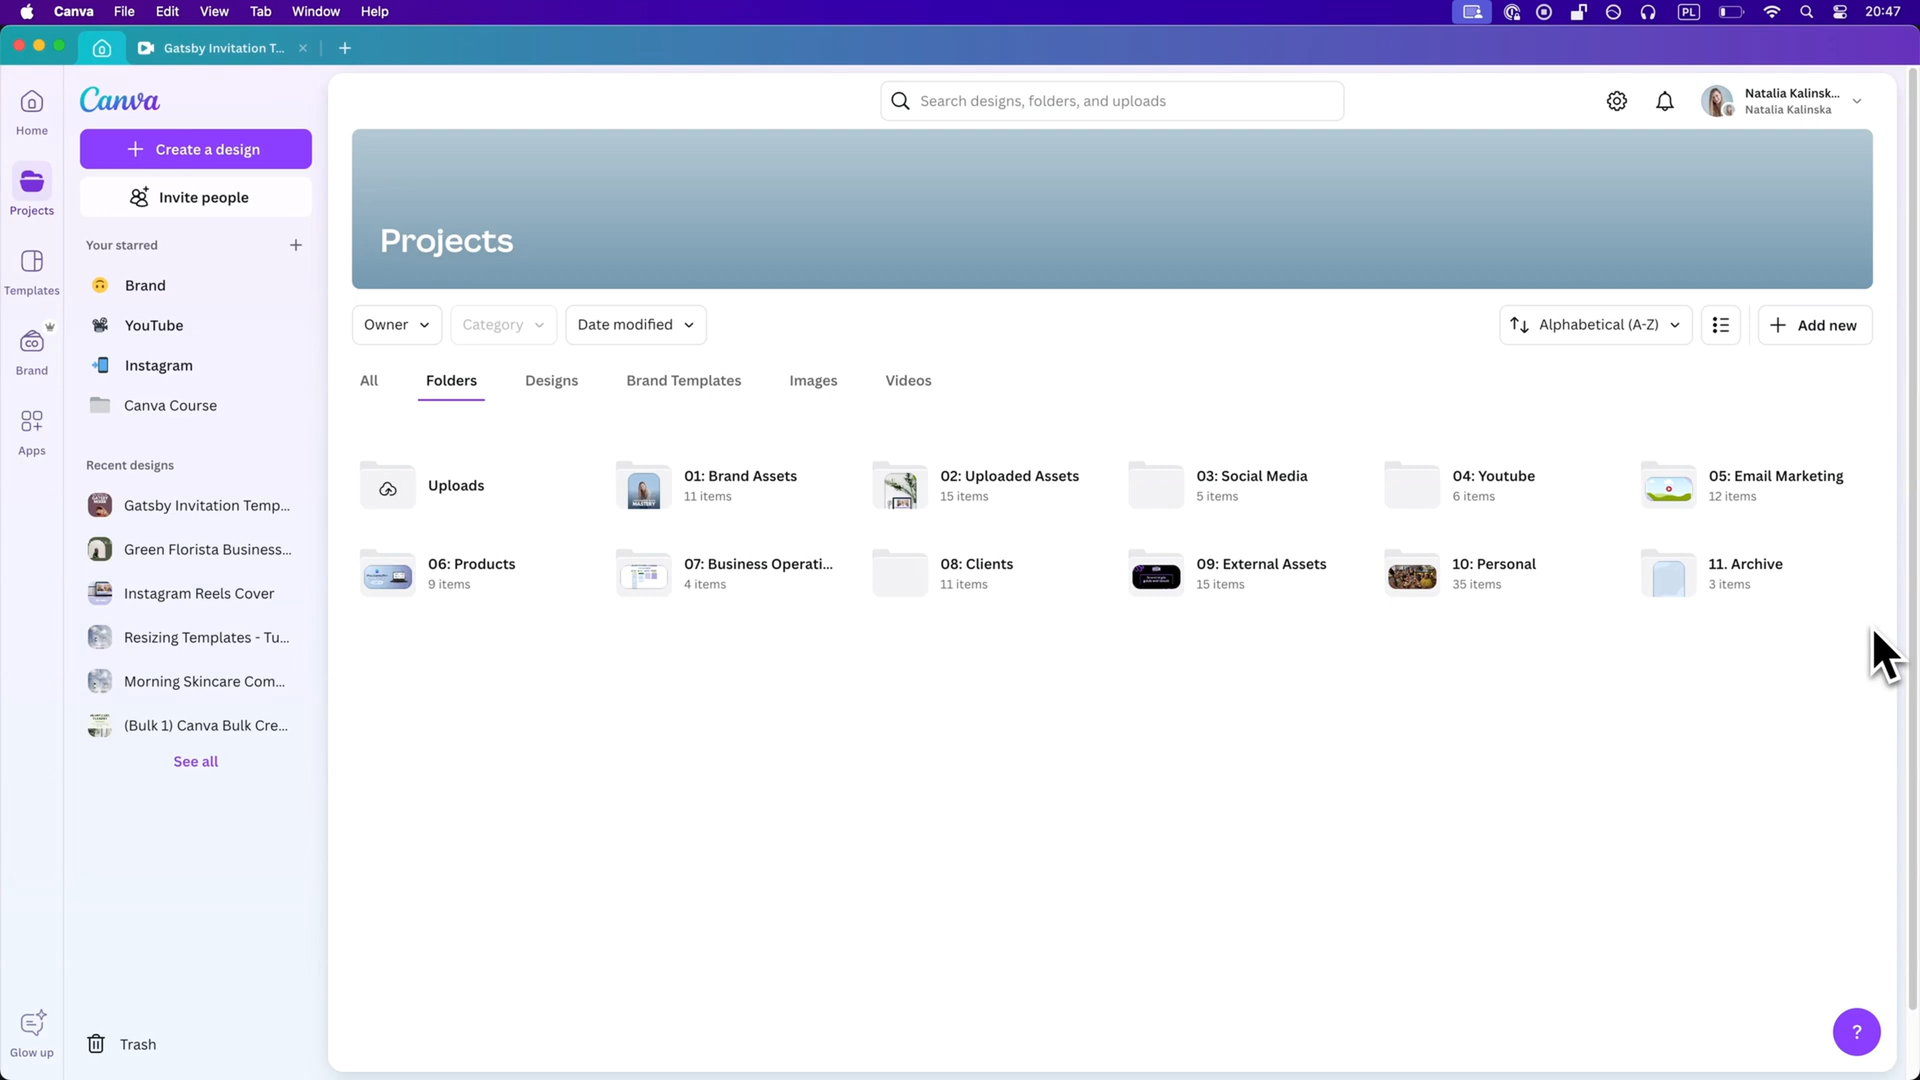 Canva File Edit View Tab Window Help
PL
20:47
Gatsby Invitation T...
Home
Projects
Templates
Brand
Apps
Glow up
Canva
Create a design
Invite people
Your starred
Brand
YouTube
Instagram
Canva Course
Recent designs
Gatsby Invitation Temp...
Green Florista Business...
Instagram Reels Cover
Resizing Templates - Tu...
Morning Skincare Com...
(Bulk 1) Canva Bulk Cre...
See all
Trash
Search designs, folders, and uploads
Natalia Kalinsk...
Natalia Kalinska
Projects
Owner
Category
Date modified
Alphabetical (A-Z)
Add new
All
Folders
Designs
Brand Templates
Images
Videos
Uploads
01: Brand Assets
11 items
02: Uploaded Assets
15 items
03: Social Media
5 items
04: Youtube
6 items
05: Email Marketing
12 items
06: Products
9 items
07: Business Operati...
4 items
08: Clients
11 items
09: External Assets
15 items
10: Personal
35 items
11. Archive
3 items
?